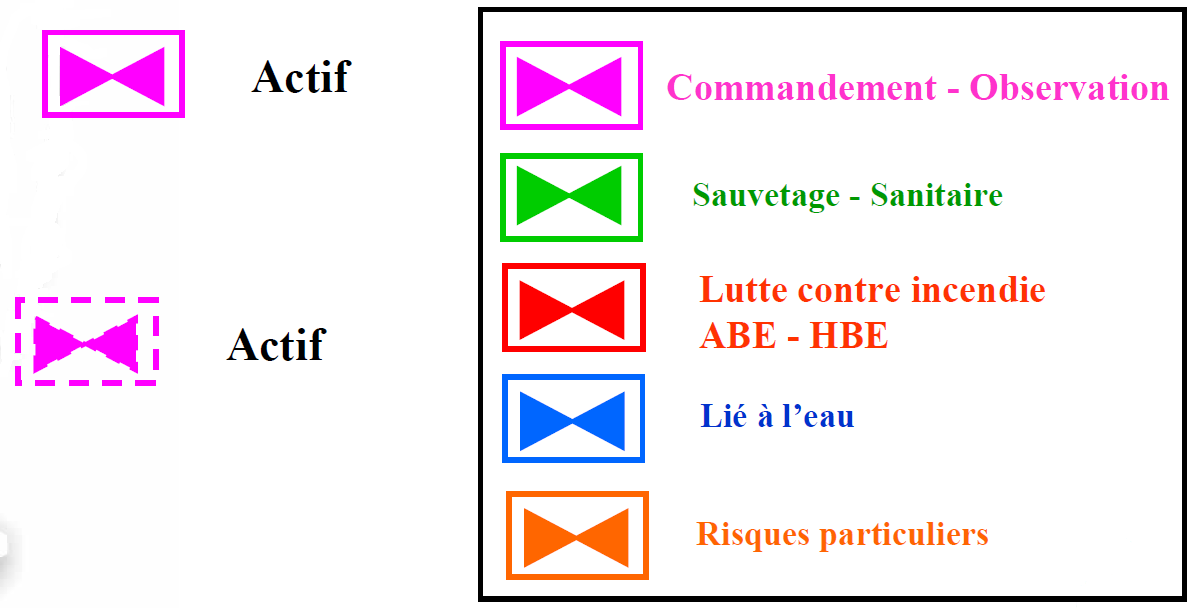 Actif
Actif
Commandement - Observation
Sauvetage - Sanitaire
Lutte contre incendie
ABE - HBE
Lié à l’eau
Risques particuliers